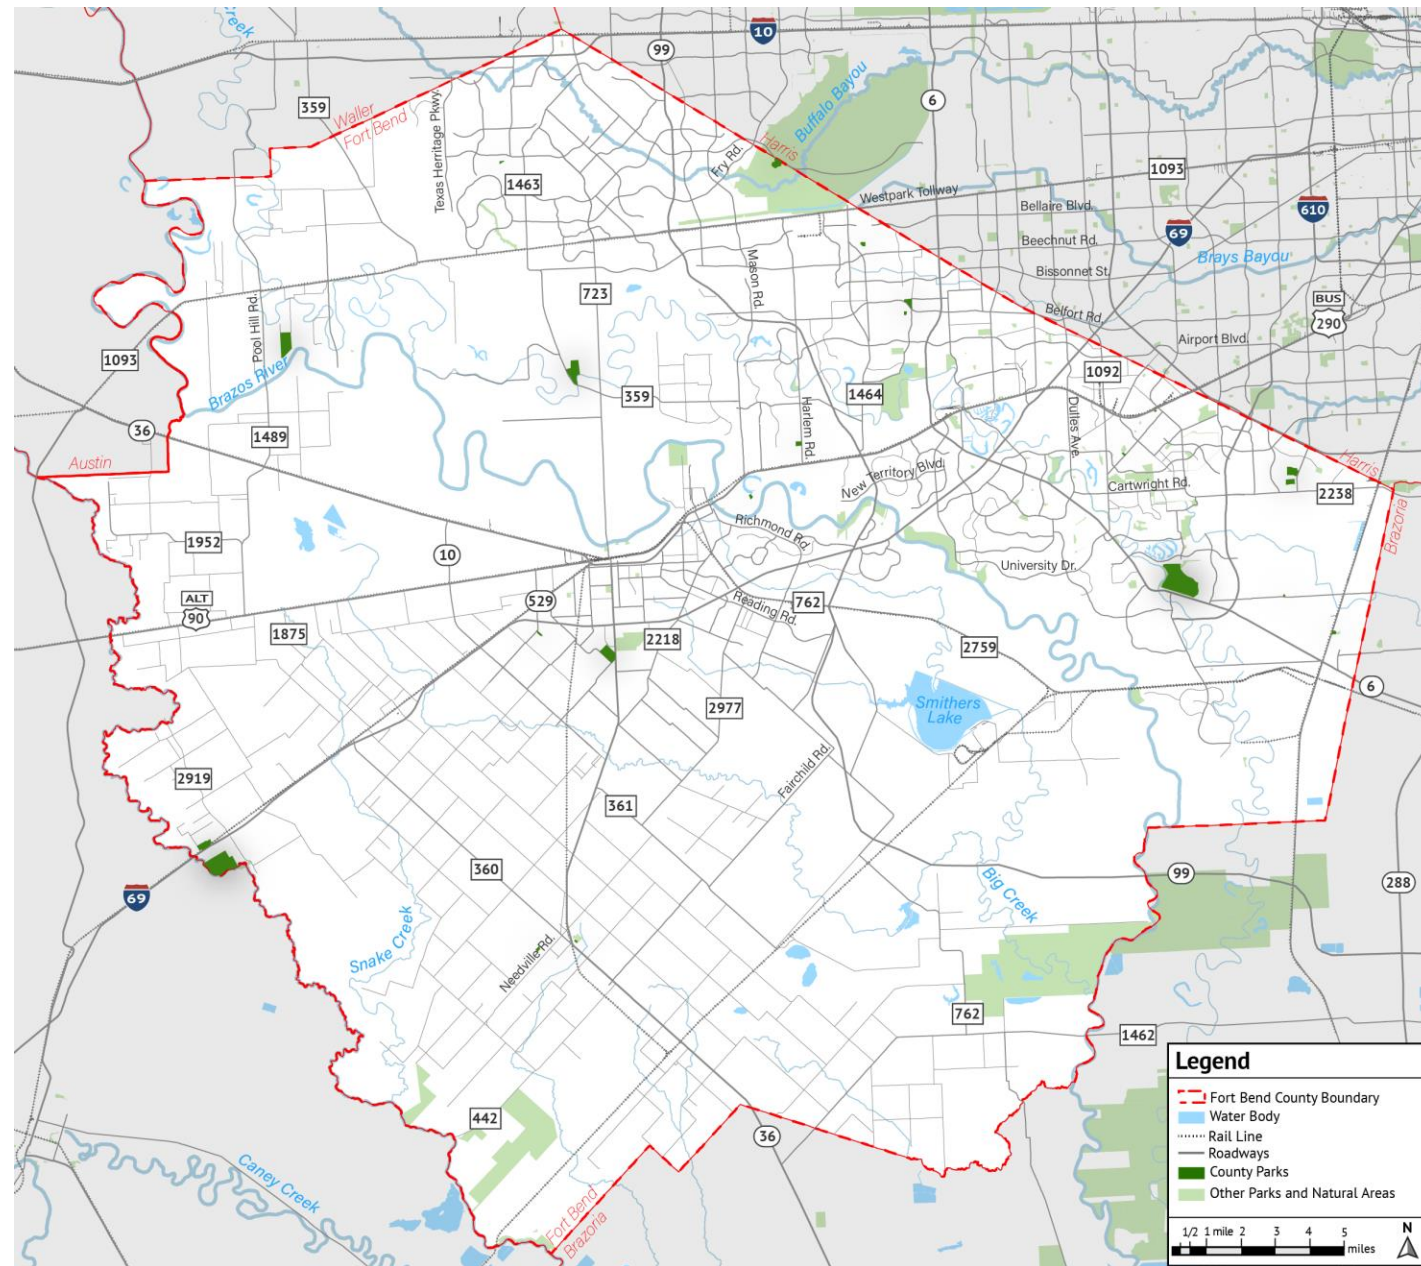 Creek
10
99
6
359
Waller
Fort Bend
Texas Herritage Pkwy.
Buffalo Bayou
Harris
Fry Rd.
1463
1093
Westpark Tollway
Bellaire Blvd.
610
69
Beechnut Rd.
Brays Bayou
Bissonnet St.
Mason Rd.
723
BUS
290
Belfort Rd.
Airport Blvd.
Pool Hill Rd.
1093
Brazos River
359
1464
1092
Harlem Rd.
Dulles Ave.
36
1489
Austin
New Territory Blvd.
Cartwright Rd.
Harris
2238
Brazoria
Richmond Rd.
1952
10
University Dr.
ALT
90
529
Reading Rd.
762
1875
2218
2759
6
2977
Smithers
Lake
2919
Fairchild Rd.
361
360
69
99
288
Big Creek
Snake Creek
Needville Rd.
762
1462
442
36
Caney Creek
Fort Bend
Brazoria
Legend
Fort Bend County Boundary
Water Body
Rail Line
Roadways
County Parks
Other Parks and Natural Areas
1/2 1 mile 2 3 4 5
miles
N